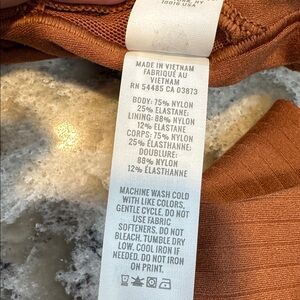 10018 USA
MADE IN VIETNAM
FABRIQUÉ AU
VIETNAM
RN 54485 CA 03873
BODY: 75% NYLON
25% ELASTANE;
LINING: 88% NYLON
12% ELASTANE
CORPS: 75% NYLON
25% ÉLASTHANNE;
DOUBLURE:
88% NYLON
12% ÉLASTHANNE
MACHINE WASH COLD
WITH LIKE COLORS,
GENTLE CYCLE. DO NOT
USE FABRIC
SOFTENERS. DO NOT
BLEACH. TUMBLE DRY
LOW. COOL IRON IF
NEEDED. DO NOT IRON
ON PRINT.